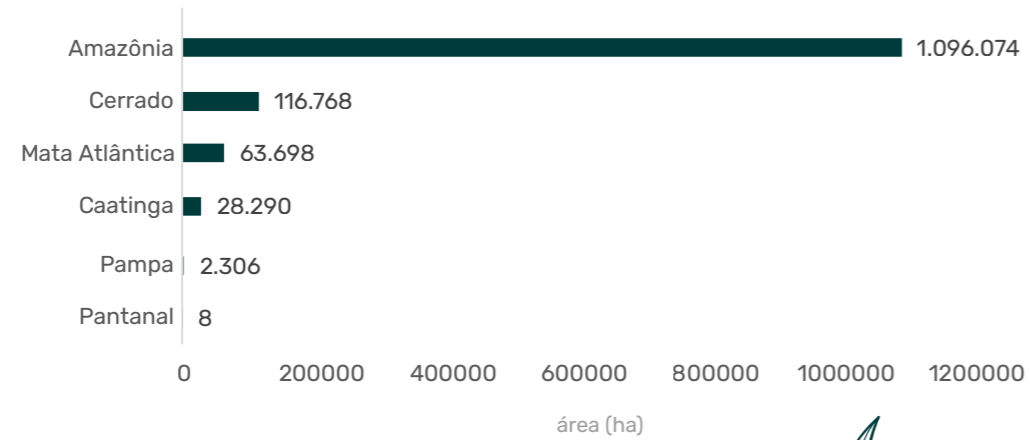 Amazônia 1.096.074
Cerrado 116.768
Mata Atlântica 63.698
Caatinga 28.290
Pampa 2.306
Pantanal 8
0 200000 400000 600000 800000 1000000 1200000
área (ha)